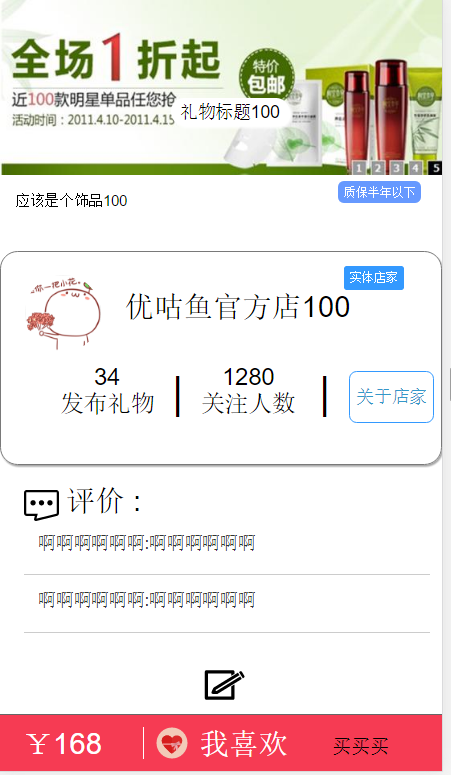 全场1折起
特价
包邮
近100款明星单品任您抢
礼物标题100
活动时间：2011.4.10-2011.4.15
1 2 3 4 5
质保半年以下
应该是个饰品100
实体店家
你一把小花
优咕鱼官方店100
34
1280
发布礼物
关注人数
关于店家
评价：
啊啊啊啊啊啊:啊啊啊啊啊啊
啊啊啊啊啊啊:啊啊啊啊啊啊
￥168
我喜欢
买买买